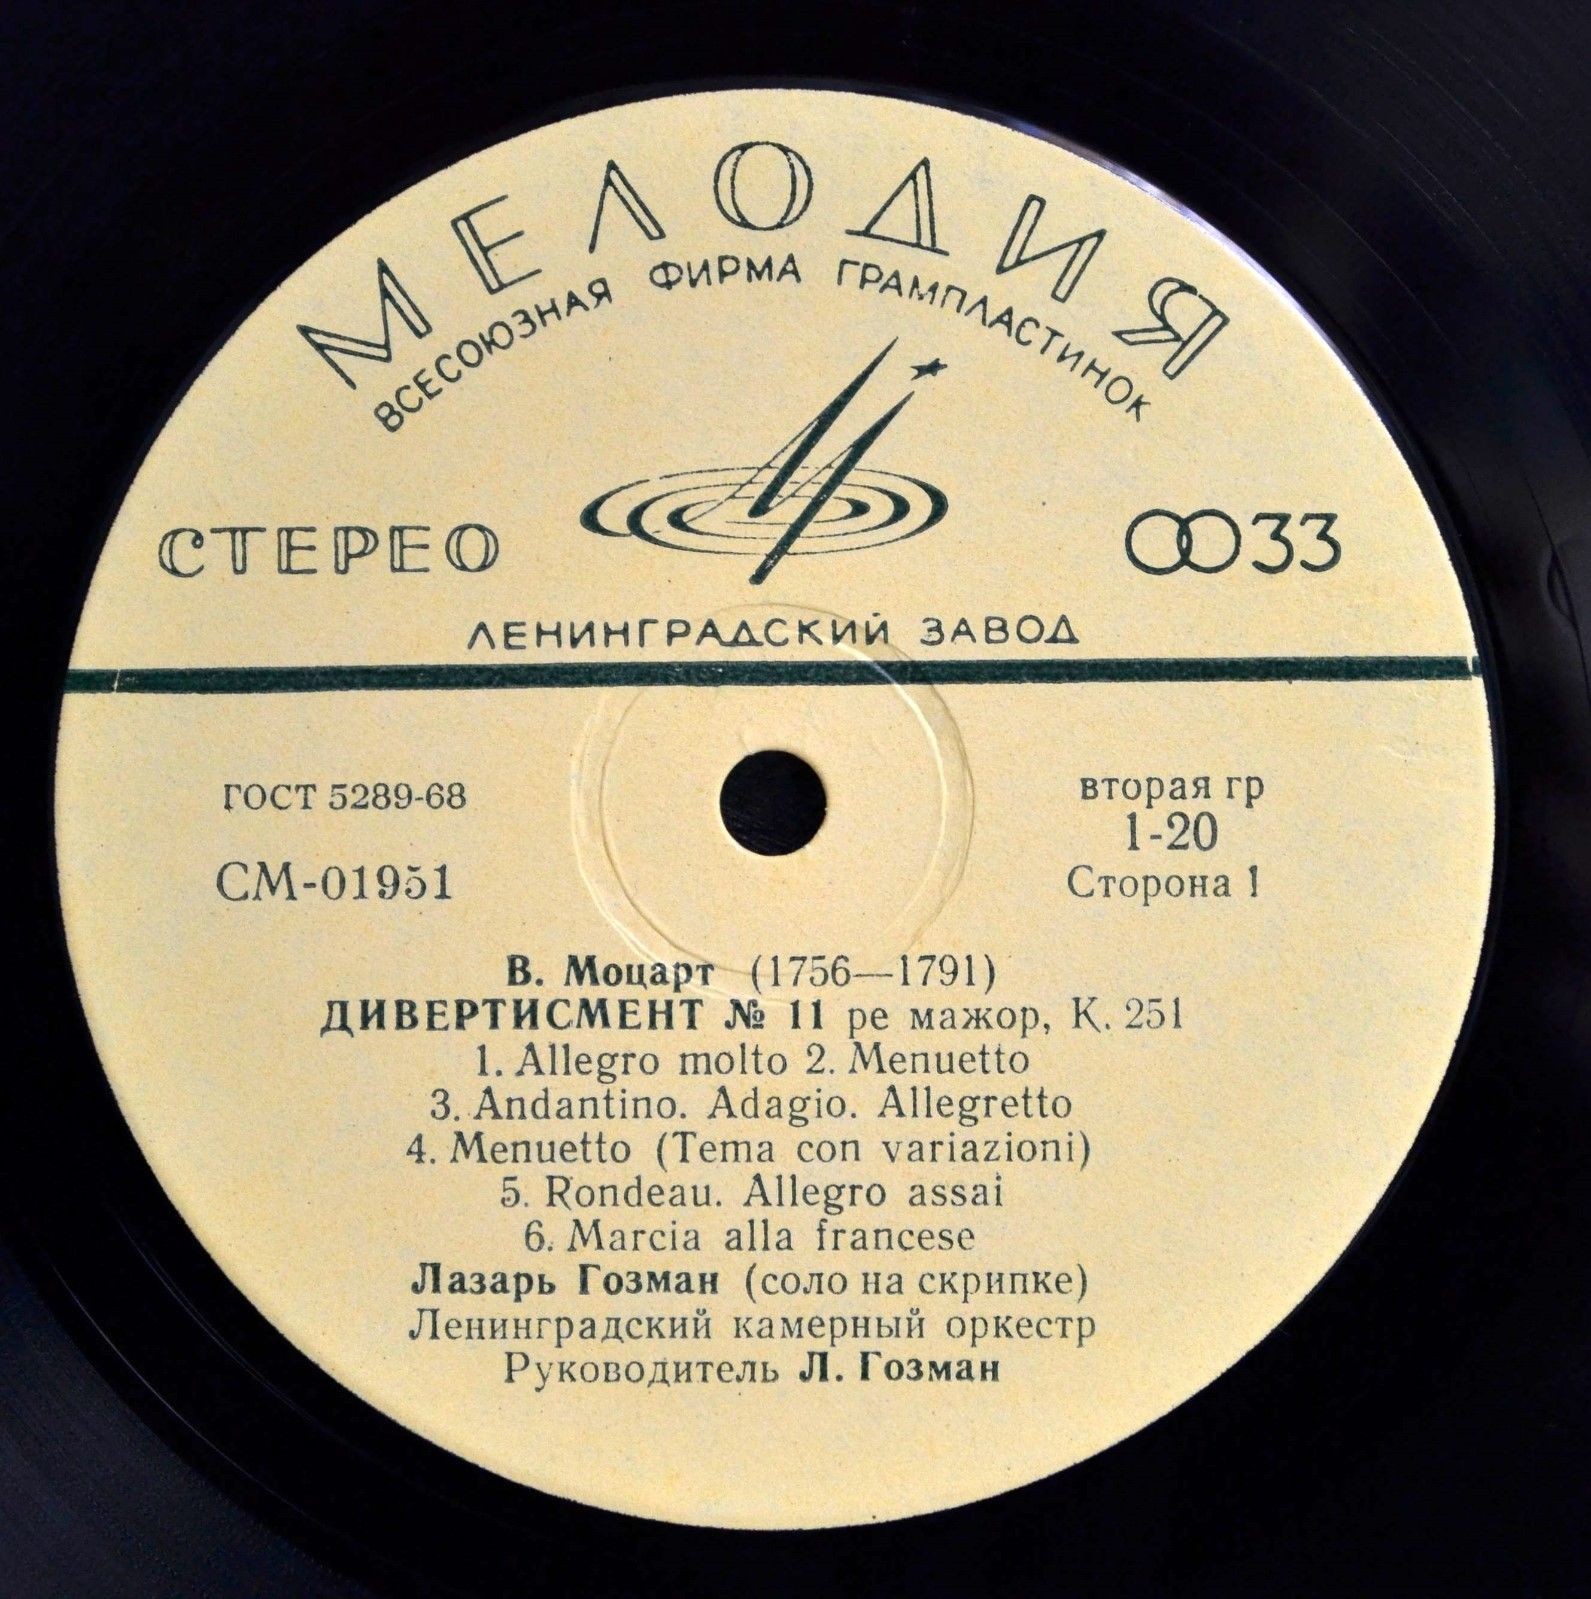 МЕЛОДИЯ
ВСЕСОЮЗНАЯ ФИРМА ГРАМПЛАСТИНОК
СТЕРЕО
33
ЛЕНИНГРАДСКИЙ ЗАВОД
ГОСТ 5289-68
СМ-01951
вторая гр
1-20
Сторона 1
В. Моцарт (1756—1791)
ДИВЕРТИСМЕНТ № 11 ре мажор, К. 251
1. Allegro molto 2. Menuetto
3. Andantino. Adagio. Allegretto
4. Menuetto (Tema con variazioni)
5. Rondeau. Allegro assai
6. Marcia alla francese
Лазарь Гозман (соло на скрипке)
Ленинградский камерный оркестр
Руководитель Л. Гозман